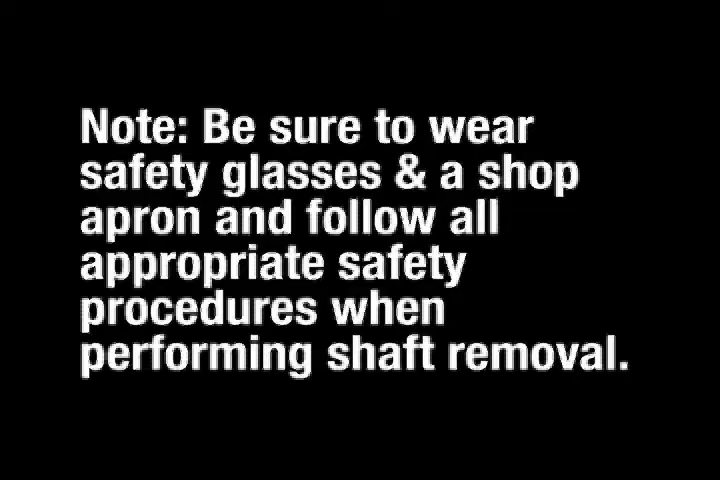 Note: Be sure to wear
safety glasses & a shop
apron and follow all
appropriate safety
procedures when
performing shaft removal.